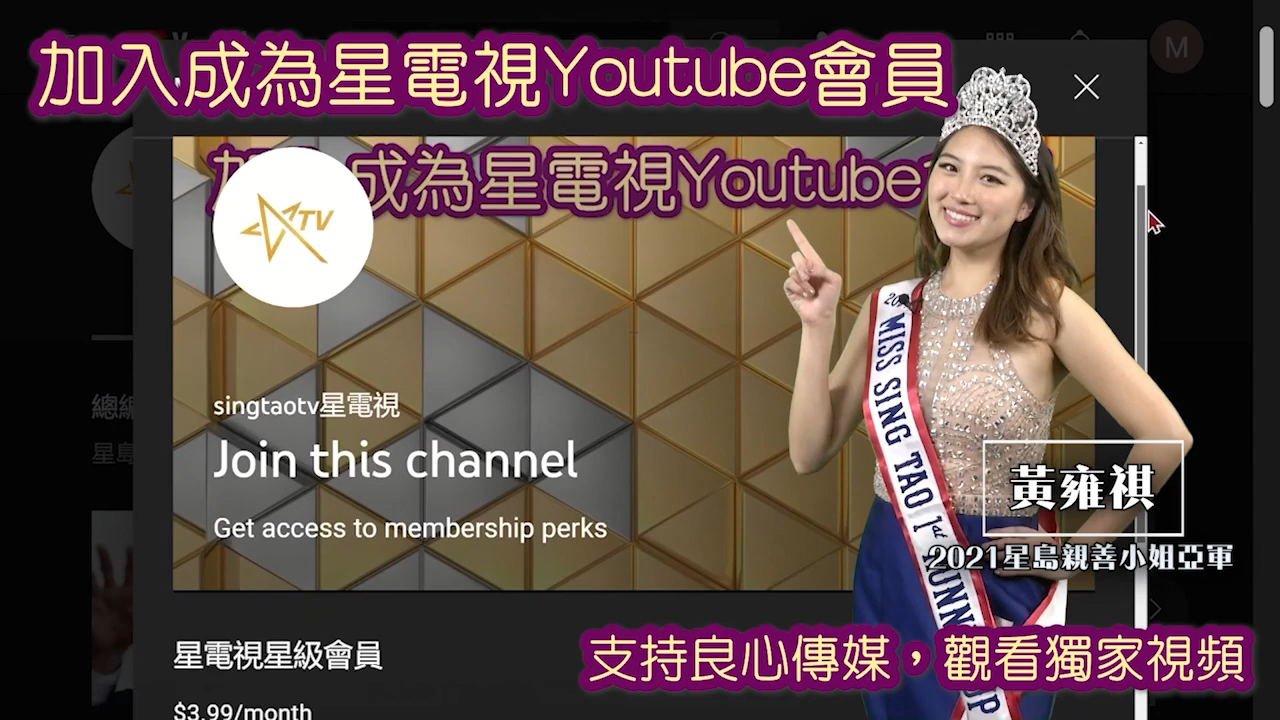 加入成為星電視Youtube會員
M
成為星電視Youtube
TV
singtaotv星電視
Join this channel
Get access to membership perks
MISS SING TAO 1st
黃雍祺
2021星島親善小姐亞軍
星電視星級會員
支持良心傳媒，觀看獨家視頻
$3.99/month